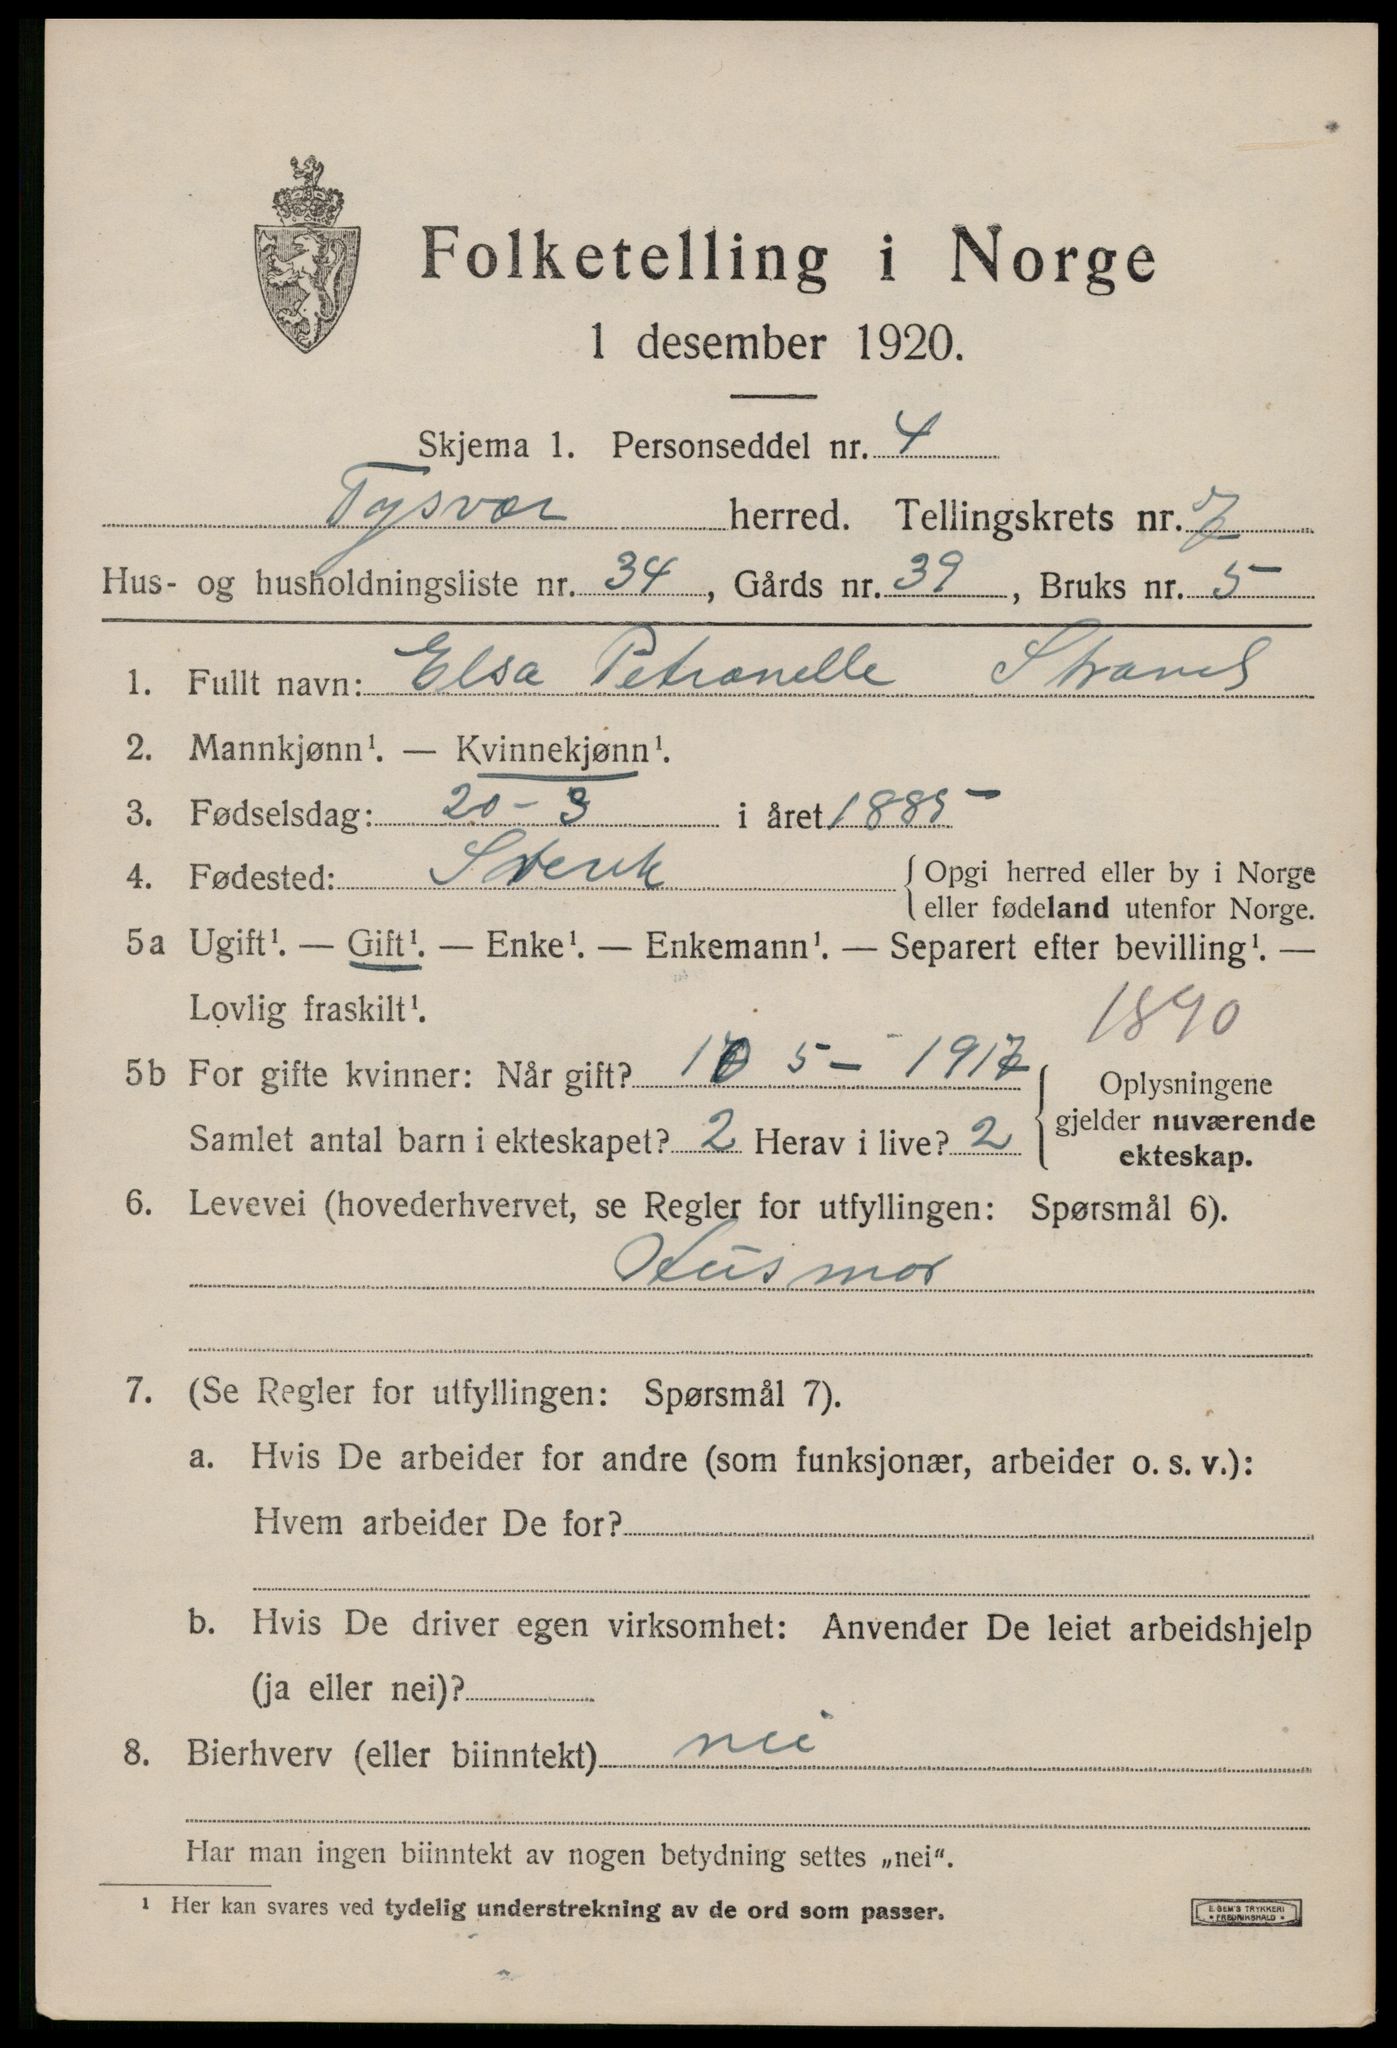 Folketelling i Norge
1 desember 1920.
Skjema 1. Personseddel nr. 4
Tysvær herred. Tellingskrets nr. 7
Hus- og husholdningsliste nr. 34, Gårds nr. 39, Bruks nr. 5
1. Fullt navn: Elsa Petronelle
2. Mannkjønn¹. — Kvinnekjønn¹.
3. Fødselsdag: 20 - 3 i året 1885
4. Fødested: { Opgi herred eller by i Norge
eller fødeland utenfor Norge.
5a Ugift¹. — Gift¹. — Enke¹. — Enkemann¹. — Separert efter bevilling¹. —
Lovlig fraskilt¹.
1890
5b For gifte kvinner: Når gift? 5 - 1917 { Oplysningene
gjelder nuværende
ekteskap.
Samlet antal barn i ekteskapet? 2 Herav i live? 2
6. Levevei (hovederhvervet, se Regler for utfyllingen: Spørsmål 6).
Husmor
7. (Se Regler for utfyllingen: Spørsmål 7).
a. Hvis De arbeider for andre (som funksjonær, arbeider o. s. v.):
Hvem arbeider De for?
b. Hvis De driver egen virksomhet: Anvender De leiet arbeidshjelp
(ja eller nei)?
8. Bierhverv (eller biinntekt) nei
Har man ingen biinntekt av nogen betydning settes „nei".
¹ Her kan svares ved tydelig understrekning av de ord som passer.
E. SEM'S TRYKKERI
• FREDRIKSHALD •